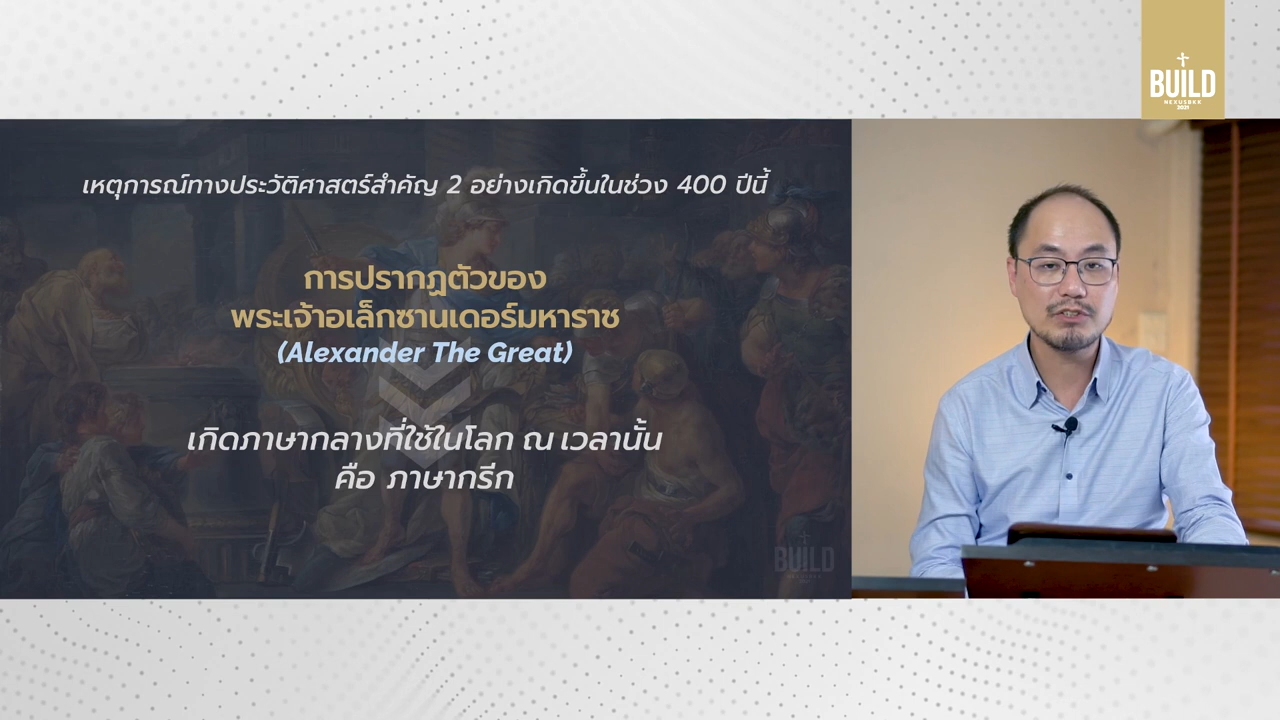 BUILD
NEXUSBKK
2021
เหตุการณ์ทางประวัติศาสตร์สำคัญ 2 อย่างเกิดขึ้นในช่วง 400 ปีนี้
การปรากฏตัวของ
พระเจ้าอเล็กซานเดอร์มหาราช
(Alexander The Great)
เกิดภาษากลางที่ใช้ในโลก ณ เวลานั้น
คือ ภาษากรีก
BUILD